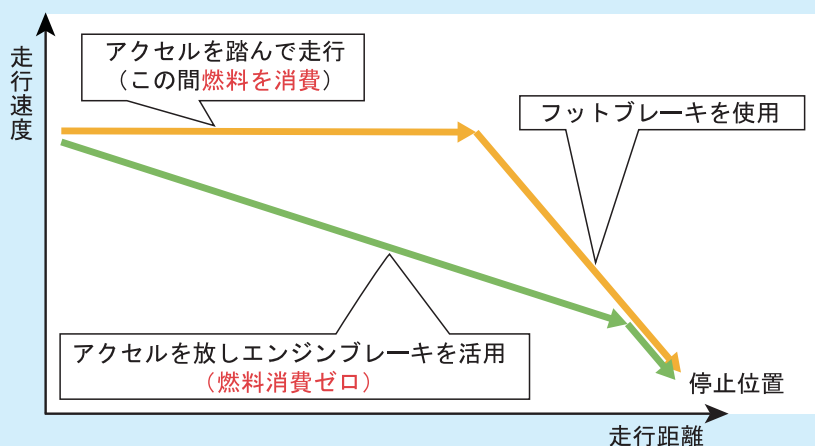 走行速度
アクセルを踏んで走行
（この間燃料を消費）
フットブレーキを使用
アクセルを放しエンジンブレーキを活用
（燃料消費ゼロ）
停止位置
走行距離